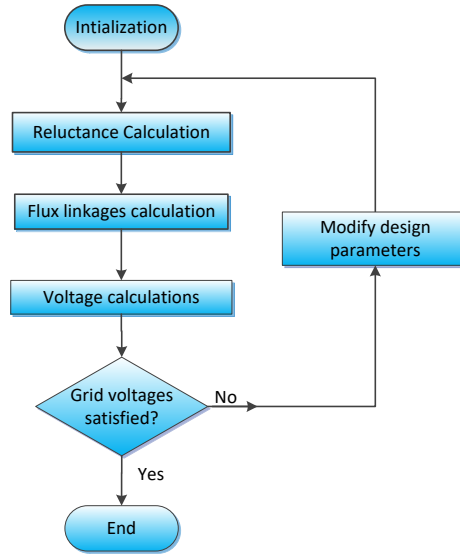 Intialization
Reluctance Calculation
Flux linkages calculation
Modify design
parameters
Voltage calculations
Grid voltages
satisfied?
No
Yes
End